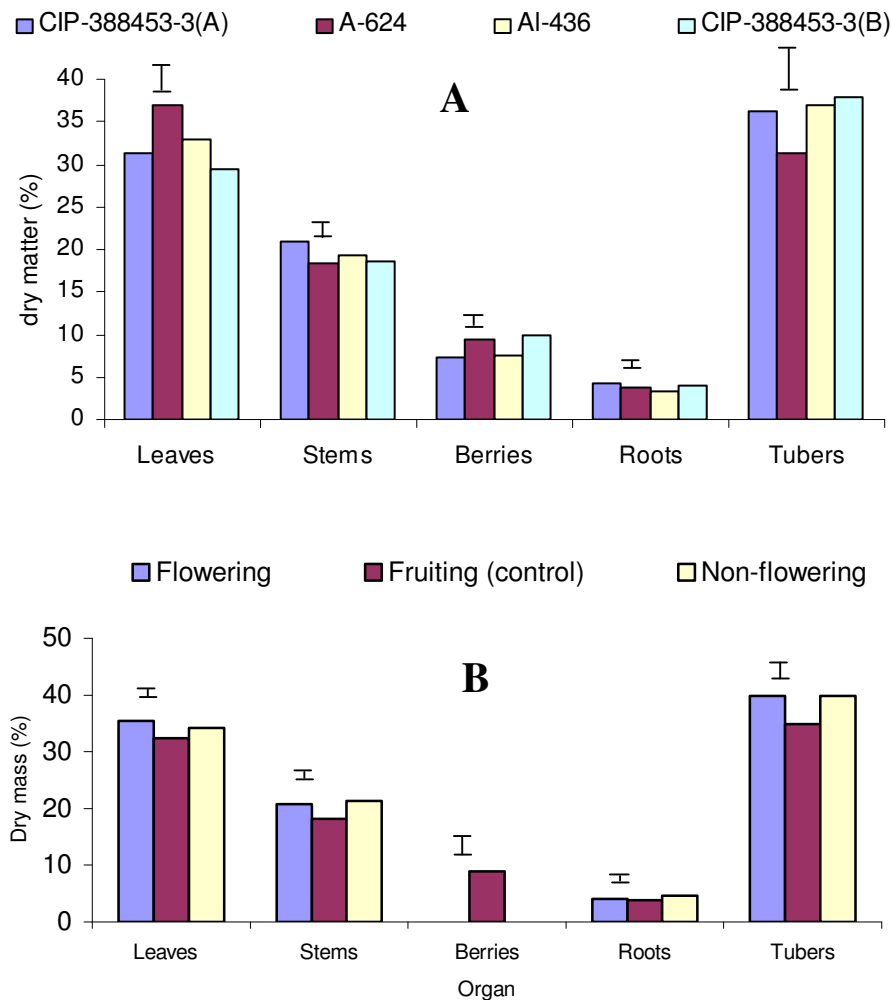 CIP-388453-3(A) A-624 Al-436 CIP-388453-3(B)
A
dry matter (%)
40
35
30
25
20
15
10
5
0
Leaves Stems Berries Roots Tubers
Flowering Fruiting (control) Non-flowering
B
Dry mass (%)
50
40
30
20
10
0
Leaves Stems Berries Roots Tubers
Organ